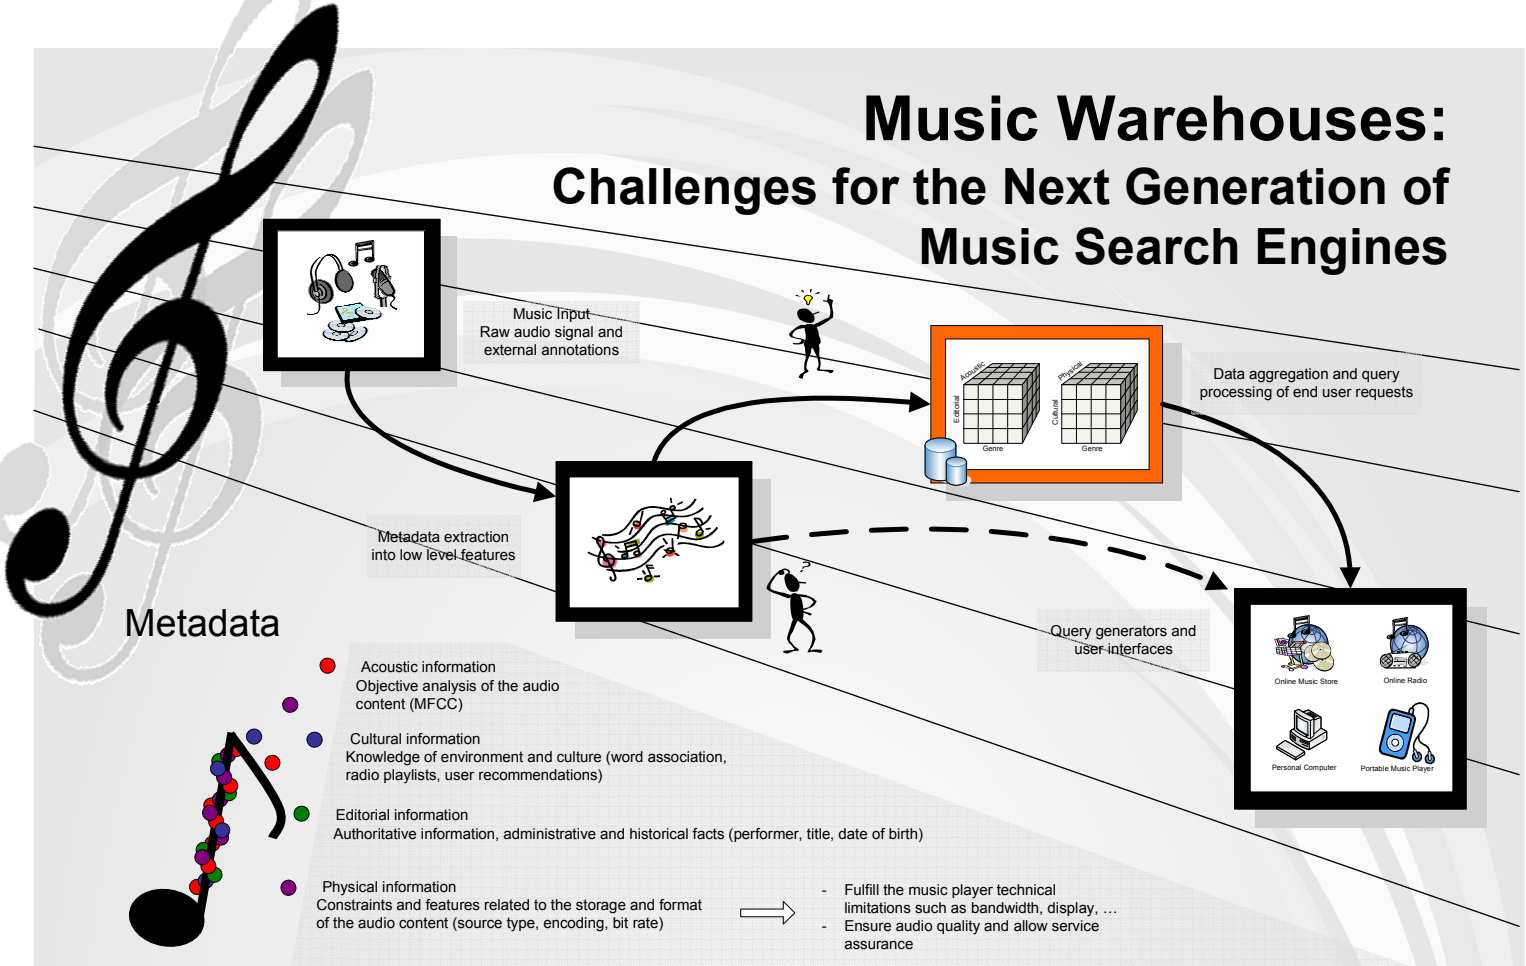 Music Warehouses:
Challenges for the Next Generation of
Music Search Engines
Music Input
Raw audio signal and
external annotations
Acoustic
Editorial
Genre
Physical
Cultural
Genre
Data aggregation and query
processing of end user requests
Metadata extraction
into low level features
?
Query generators and
user interfaces
Online Music Store
Online Radio
Personal Computer
Portable Music Player
Metadata
Acoustic information
Objective analysis of the audio
content (MFCC)
Cultural information
Knowledge of environment and culture (word association,
radio playlists, user recommendations)
Editorial information
Authoritative information, administrative and historical facts (performer, title, date of birth)
Physical information
Constraints and features related to the storage and format
of the audio content (source type, encoding, bit rate)
- Fulfill the music player technical
limitations such as bandwidth, display, …
- Ensure audio quality and allow service
assurance